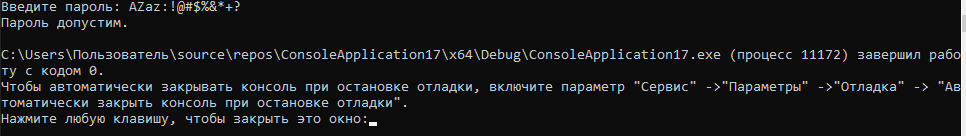 Введите пароль: AZaz:!@#$%&*+?
Пароль допустим.
C:\Users\Пользователь\source\repos\ConsoleApplication17\x64\Debug\ConsoleApplication17.exe (процесс 11172) завершил рабо
ту с кодом 0.
Чтобы автоматически закрывать консоль при остановке отладки, включите параметр "Сервис" ->"Параметры" ->"Отладка" -> "Ав
томатически закрыть консоль при остановке отладки".
Нажмите любую клавишу, чтобы закрыть это окно: